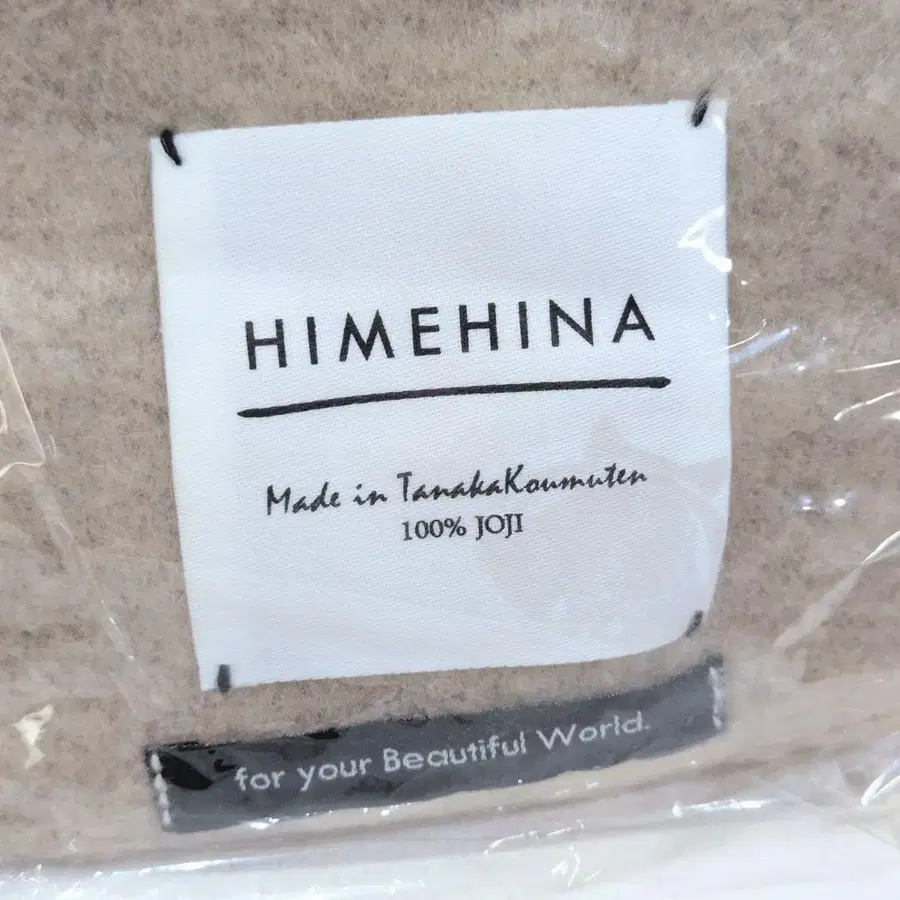 HIMEHINA
Made in TanakaKoumuten
100% JOJI
for your Beautiful World.